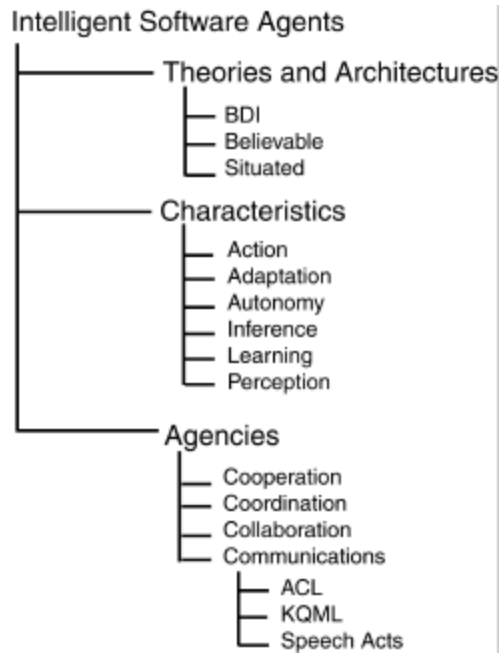 Intelligent Software Agents
Theories and Architectures
BDI
Believable
Situated
Characteristics
Action
Adaptation
Autonomy
Inference
Learning
Perception
Agencies
Cooperation
Coordination
Collaboration
Communications
ACL
KQML
Speech Acts